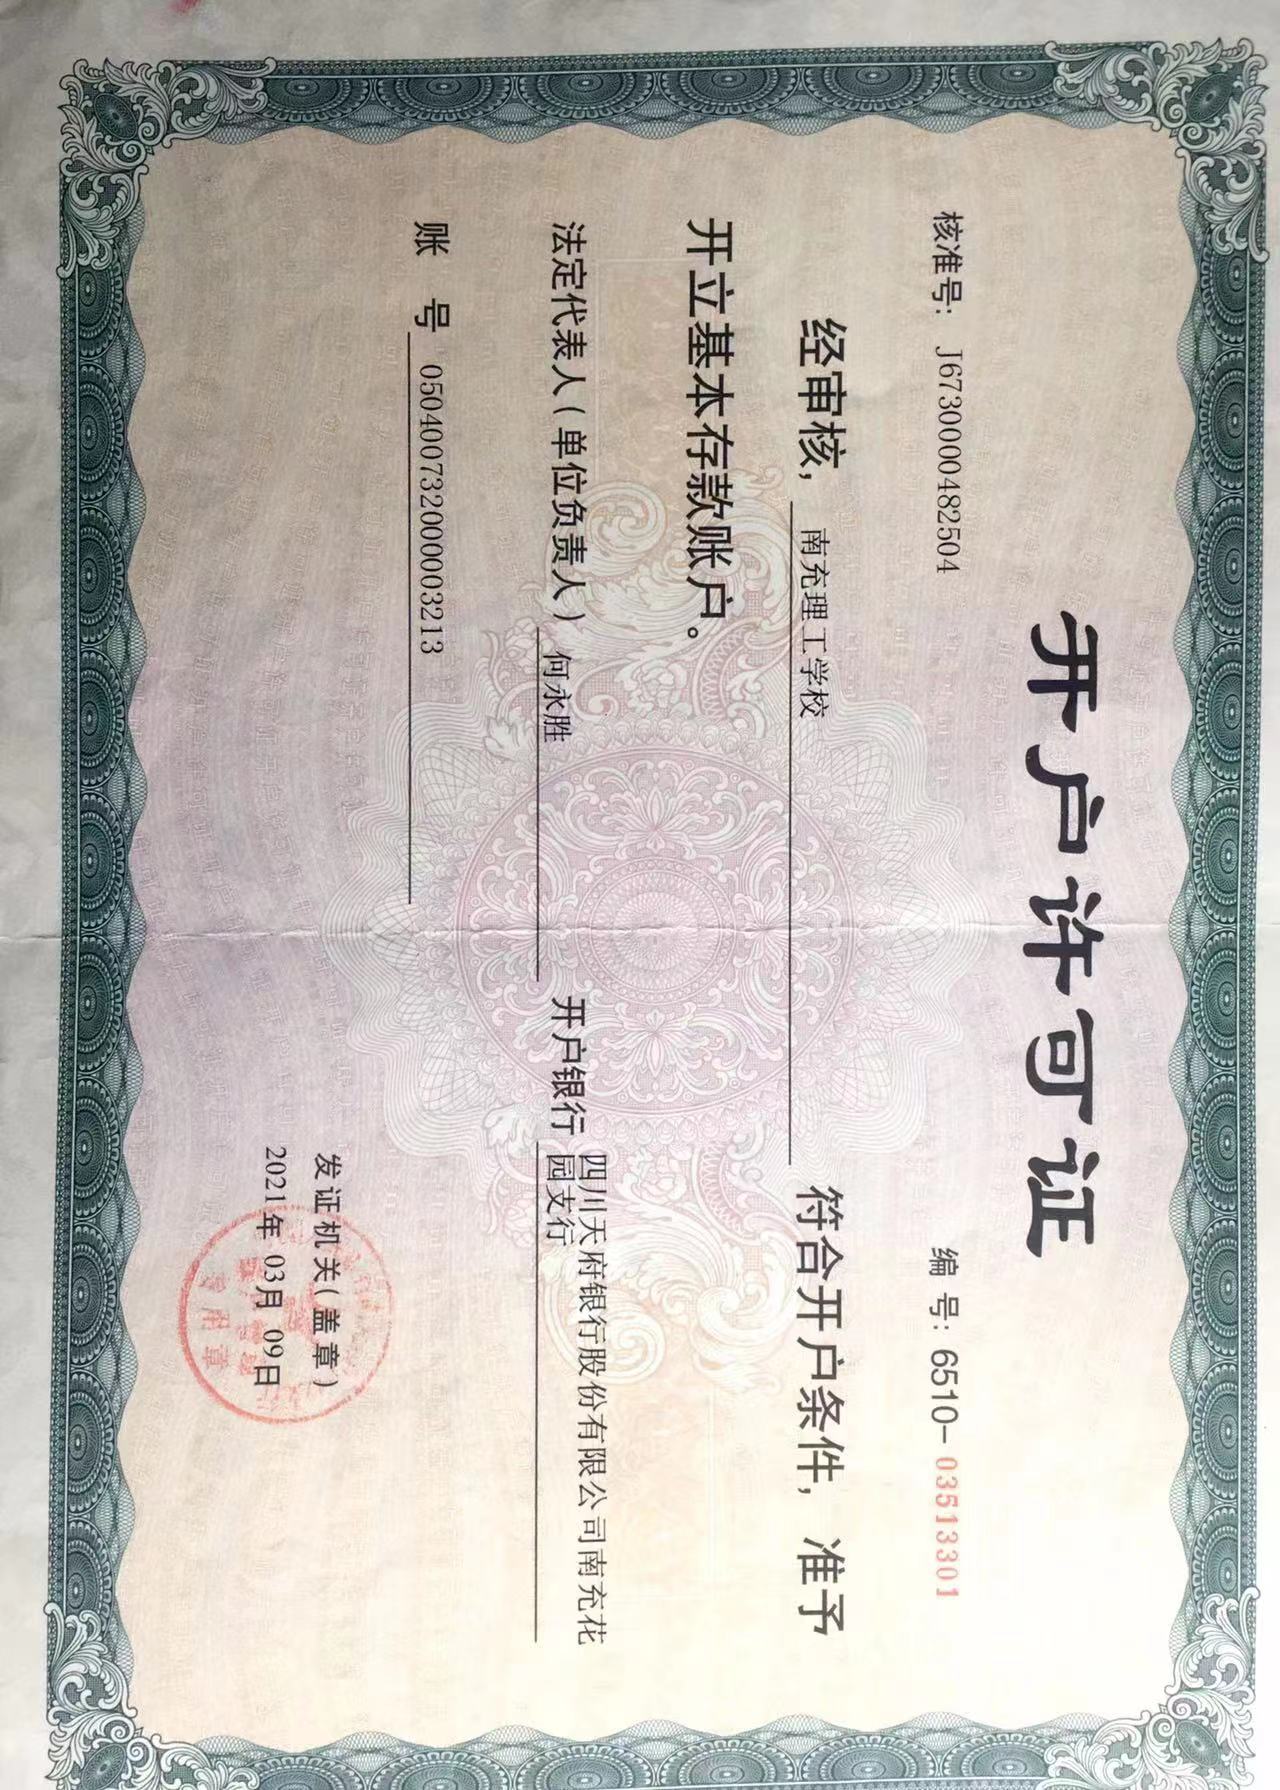 开户许可证
核准号: J6730000482504 编号: 6510-03513301
经审核, 南充理工学校 符合开户条件, 准予
开立基本存款账户。
法定代表人(单位负责人) 何永胜 开户银行 四川天府银行股份有限公司南充花
园支行
账 号 05040073200003213
发证机关(盖章)
2021年 03月 09日
专用章